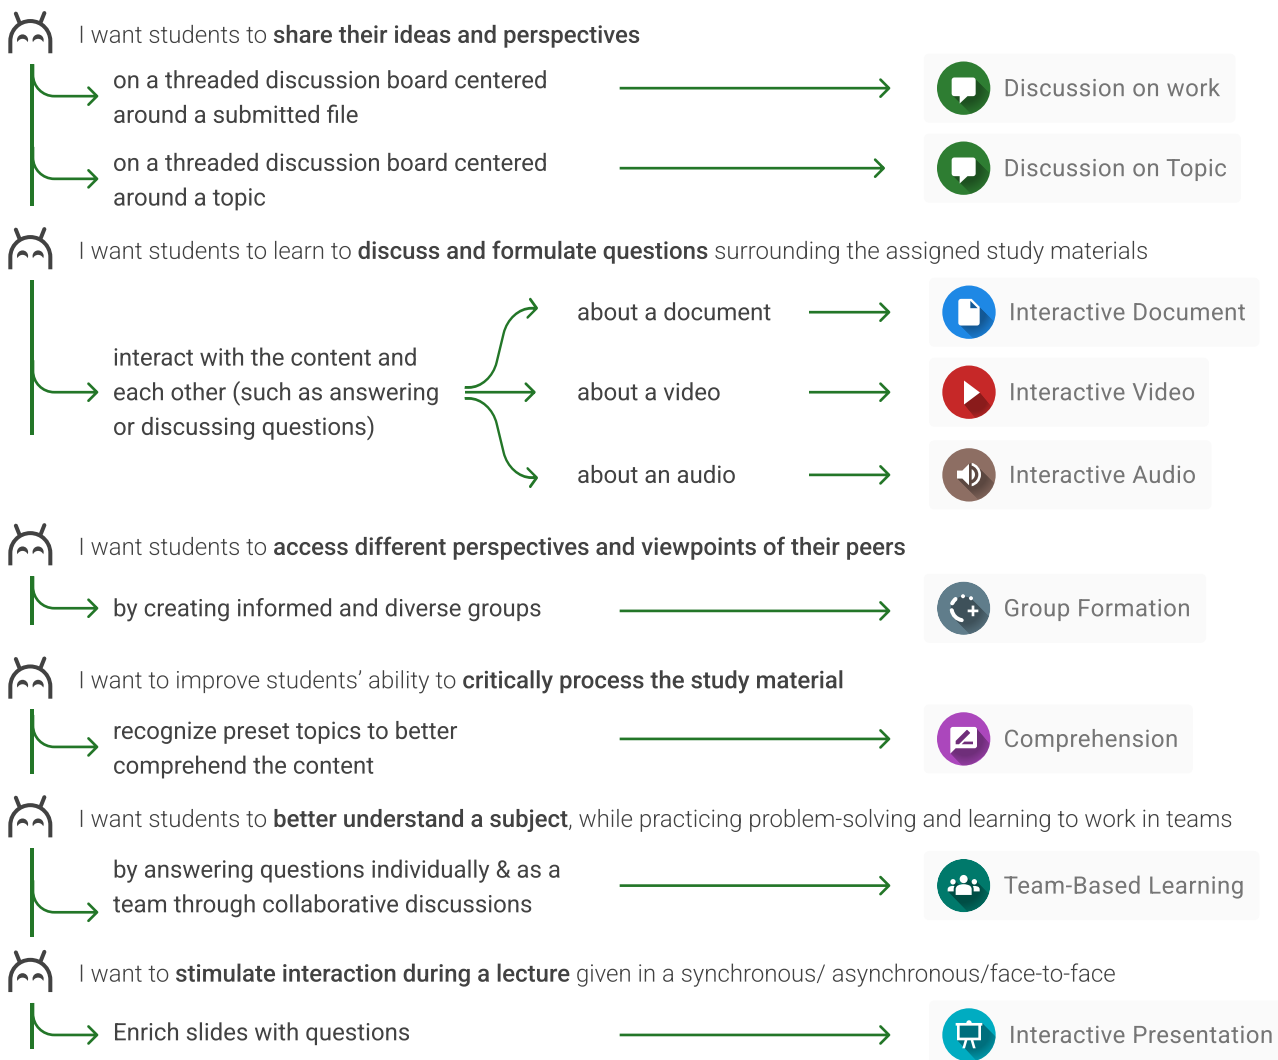 I want students to share their ideas and perspectives
on a threaded discussion board centered
around a submitted file
Discussion on work
on a threaded discussion board centered
around a topic
Discussion on Topic
I want students to learn to discuss and formulate questions surrounding the assigned study materials
interact with the content and
each other (such as answering
or discussing questions)
about a document
Interactive Document
about a video
Interactive Video
about an audio
Interactive Audio
I want students to access different perspectives and viewpoints of their peers
by creating informed and diverse groups
Group Formation
I want to improve students’ ability to critically process the study material
recognize preset topics to better
comprehend the content
Comprehension
I want students to better understand a subject, while practicing problem-solving and learning to work in teams
by answering questions individually & as a
team through collaborative discussions
Team-Based Learning
I want to stimulate interaction during a lecture given in a synchronous/ asynchronous/face-to-face
Enrich slides with questions
Interactive Presentation